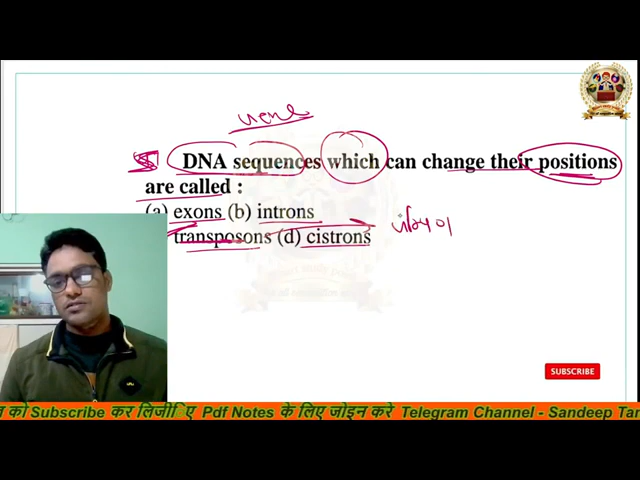 DNA sequences which can change their positions
are called :
(a) exons (b) introns
transposons (d) cistrons
SUBSCRIBE
को Subscribe कर लिजीिए Pdf Notes के लिए जोइन करे Telegram Channel - Sandeep Tar